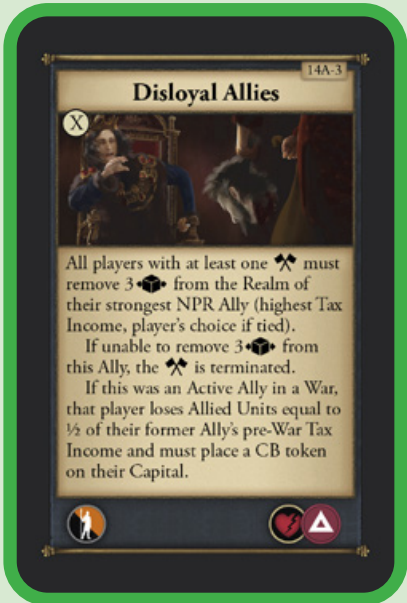 14A-3
Disloyal Allies
X
All players with at least one must
remove 3 from the Realm of
their strongest NPR Ally (highest Tax
Income, player's choice if tied).
If unable to remove 3 from
this Ally, the is terminated.
If this was an Active Ally in a War,
that player loses Allied Units equal to
½ of their former Ally's pre-War Tax
Income and must place a CB token
on their Capital.